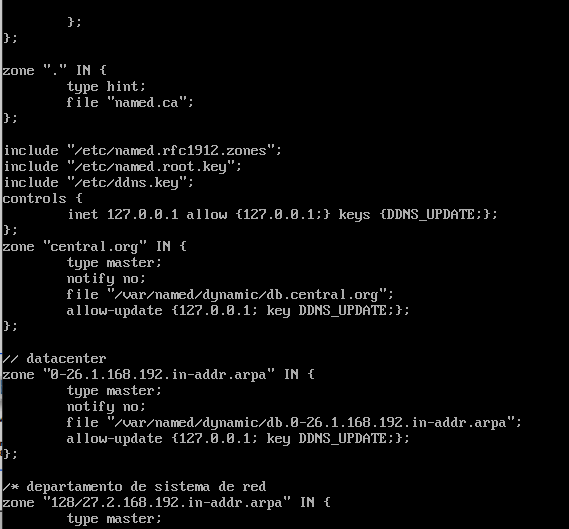 };
};
zone "." IN {
type hint;
file "named.ca";
};
include "/etc/named.rfc1912.zones";
include "/etc/named.root.key";
include "/etc/ddns.key";
controls {
inet 127.0.0.1 allow {127.0.0.1;} keys {DDNS_UPDATE;};
};
zone "central.org" IN {
type master;
notify no;
file "/var/named/dynamic/db.central.org";
allow-update {127.0.0.1; key DDNS_UPDATE;};
};
// datacenter
zone "0-26.1.168.192.in-addr.arpa" IN {
type master;
notify no;
file "/var/named/dynamic/db.0-26.1.168.192.in-addr.arpa";
allow-update {127.0.0.1; key DDNS_UPDATE;};
};
/* departamento de sistema de red
zone "128/27.2.168.192.in-addr.arpa" IN {
type master;